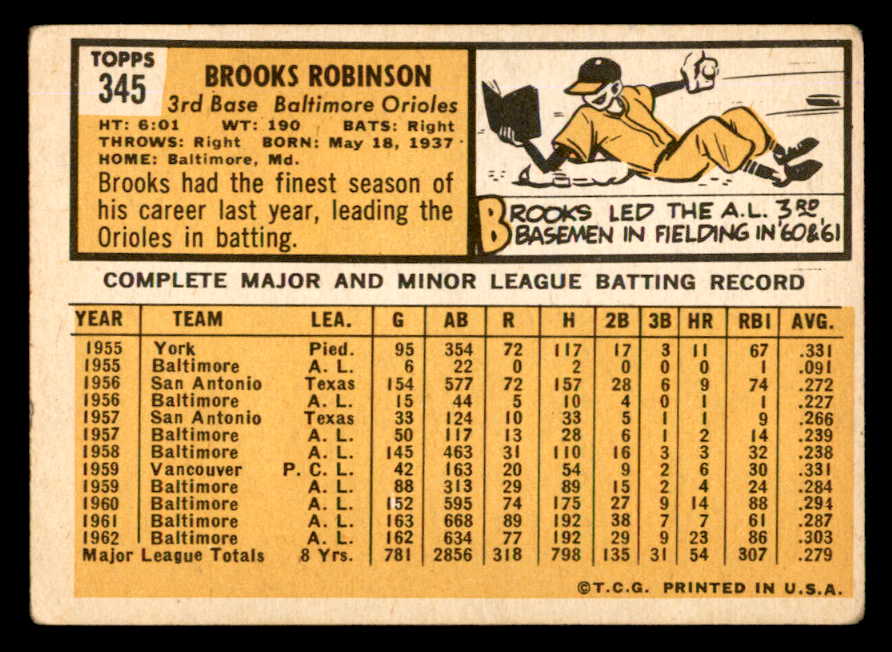 TOPPS
345
BROOKS ROBINSON
3rd Base Baltimore Orioles
HT: 6:01 WT: 190 BATS: Right
THROWS: Right BORN: May 18, 1937
HOME: Baltimore, Md.
Brooks had the finest season of
his career last year, leading the
Orioles in batting.
BROOKS LED THE A.L. 3RD
BASEMEN IN FIELDING IN '60 & '61
COMPLETE MAJOR AND MINOR LEAGUE BATTING RECORD
YEAR TEAM LEA. G AB R H 2B 3B HR RBI AVG.
1955 York Pied. 95 354 72 117 17 3 11 67 .331
1955 Baltimore A. L. 6 22 0 2 0 0 0 1 .091
1956 San Antonio Texas 154 577 72 157 28 6 9 74 .272
1956 Baltimore A. L. 15 44 5 10 4 0 1 1 .227
1957 San Antonio Texas 33 124 10 33 5 1 1 9 .266
1957 Baltimore A. L. 50 117 13 28 6 1 2 14 .239
1958 Baltimore A. L. 145 463 31 110 16 3 3 32 .238
1959 Vancouver P. C. L. 42 163 20 54 9 2 6 30 .331
1959 Baltimore A. L. 88 313 29 89 15 2 4 24 .284
1960 Baltimore A. L. 152 595 74 175 27 9 14 88 .294
1961 Baltimore A. L. 163 668 89 192 38 7 7 61 .287
1962 Baltimore A. L. 162 634 77 192 29 9 23 86 .303
Major League Totals 8 Yrs. 781 2856 318 798 135 31 54 307 .279
©T.C.G. PRINTED IN U.S.A.